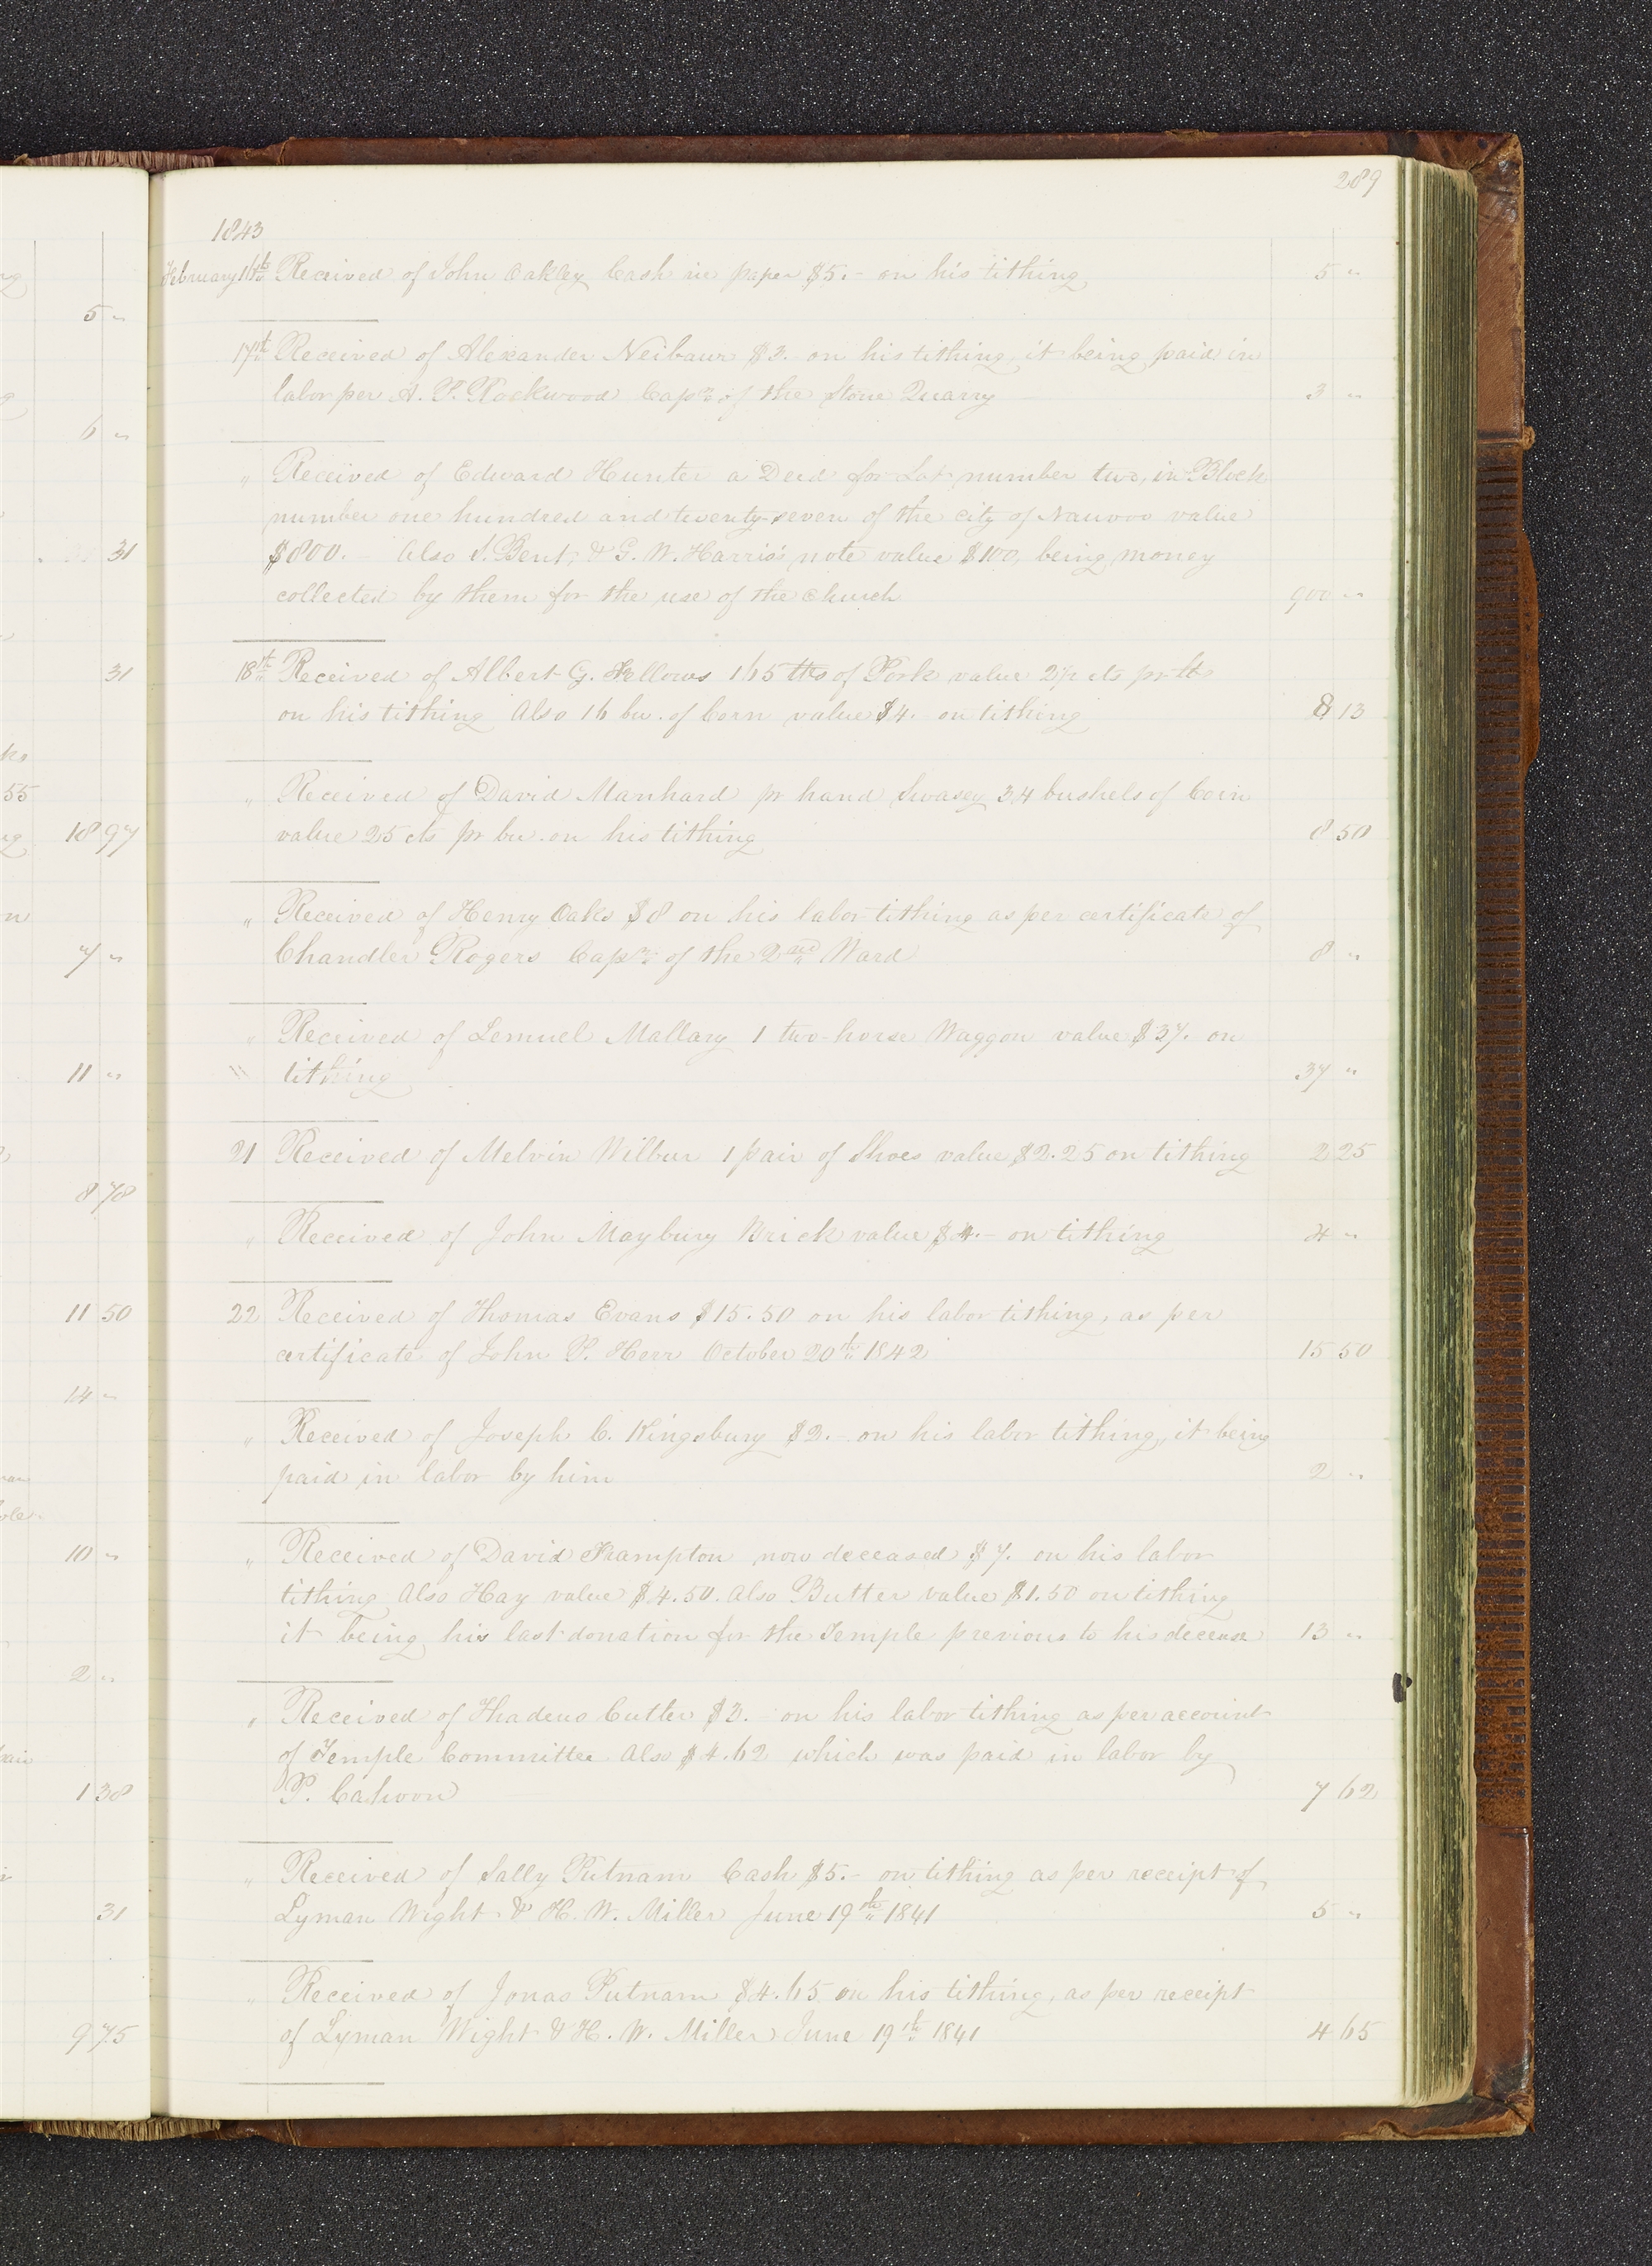 289
1843
February 16th Received of John Oakley Cash in paper $5.- on his tithing 5 "
17th Received of Alexander Neibaur $3.- on his tithing, it being paid in
labor per A. P. Rockwood Capn. of the Stone Quarry 3 "
" Received of Edward Hunter a Deed for Lot number two, in Block
number one hundred and twenty-seven of the city of Nauvoo value
$800.- Also S. Bent, & G. W. Harris's note value $100, being money
collected by them for the use of the Church 900 "
18th Received of Albert G. Fellows 165 lbs of Pork value 2½ cts pr lb
on his tithing Also 16 bu. of Corn value $4. on tithing 8 13
" Received of David Manhard pr hand Swasey 34 bushels of Corn
value 25 cts pr bu. on his tithing 8 50
" Received of Henry Oaks $8 on his labor tithing as per certificate of
Chandler Rogers Capn. of the 2nd Ward 8 "
" Received of Lemuel Mallary 1 two-horse Waggon value $37. on
" tithing 37 "
21 Received of Melvin Wilbur 1 pair of Shoes value $2.25 on tithing 2 25
" Received of John Maybury Brick value $4.- on tithing 4 "
22 Received of Thomas Evans $15.50 on his labor tithing, as per
certificate of John P. Herr October 20th 1842 15 50
" Received of Joseph C. Kingsbury $2.- on his labor tithing, it being
paid in labor by him 2 "
" Received of David Frampton now deceased $7. on his labor
tithing Also Hay value $4.50. Also Butter value $1.50 on tithing
it being his last donation for the Temple previous to his decease 13 "
" Received of Thadeus Cutler $3.- on his labor tithing as per account
of Temple Committee Also $4.62 which was paid in labor by
P. Cahoon 7 62
" Received of Sally Putnam Cash $5.- on tithing as per receipt of
Lyman Wight & H. W. Miller June 19th 1841 5 "
" Received of Jonas Putnam $4.65 on his tithing, as per receipt
of Lyman Wight & H. W. Miller June 19th 1841 4 65
5 "
6 "
31
31
55
18 97
7 "
11 "
8 78
11 50
14 "
10 "
2 "
1 38
31
9 75